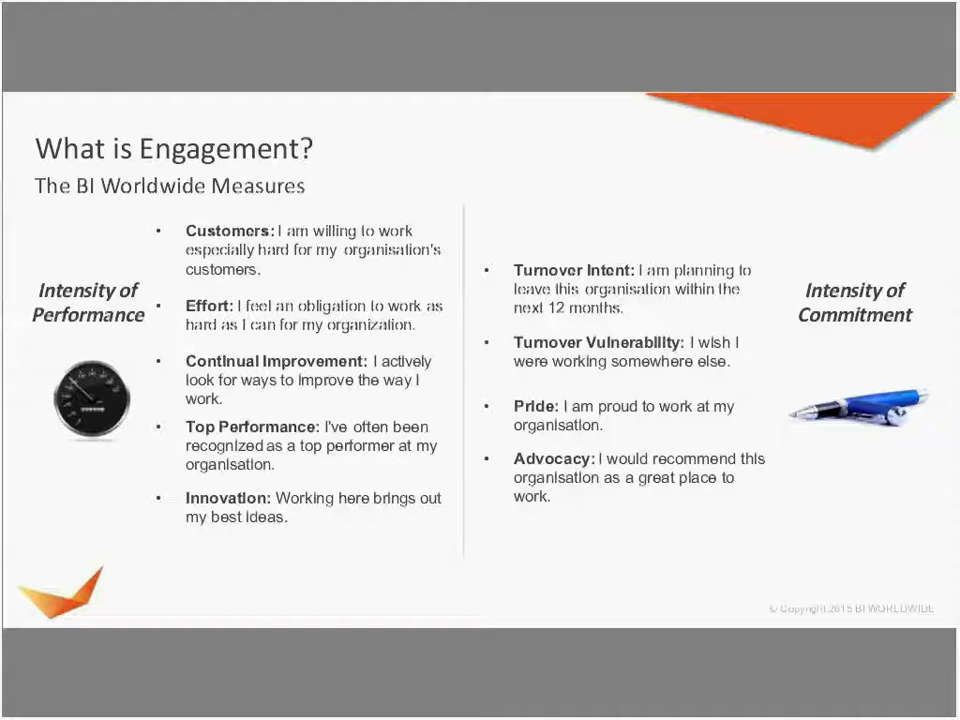 What is Engagement?
The BI Worldwide Measures
Intensity of
Performance
• Customers: I am willing to work
especially hard for my organisation's
customers.
• Effort: I feel an obligation to work as
hard as I can for my organization.
• Continual Improvement: I actively
look for ways to improve the way I
work.
• Top Performance: I've often been
recognized as a top performer at my
organisation.
• Innovation: Working here brings out
my best ideas.
• Turnover Intent: I am planning to
leave this organisation within the
next 12 months.
• Turnover Vulnerability: I wish I
were working somewhere else.
• Pride: I am proud to work at my
organisation.
• Advocacy: I would recommend this
organisation as a great place to
work.
Intensity of
Commitment
© Copyright 2015 BI WORLDWIDE